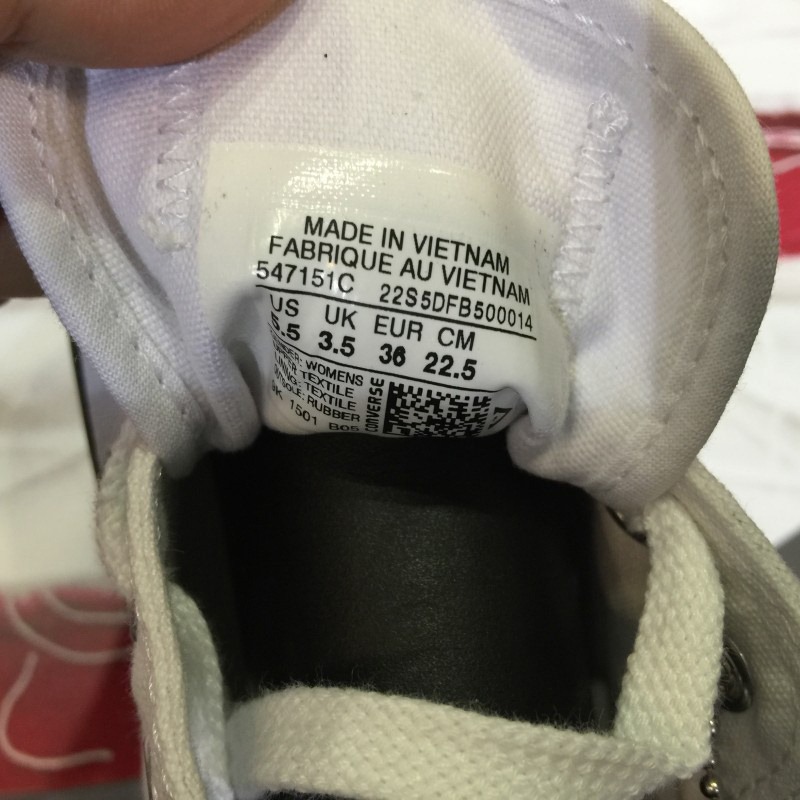 MADE IN VIETNAM
FABRIQUE AU VIETNAM
547151C 22S5DFB500014
US UK EUR CM
5.5 3.5 36 22.5
WOMENS
TEXTILE
TEXTILE
RUBBER
1501 B05
CONVERSE